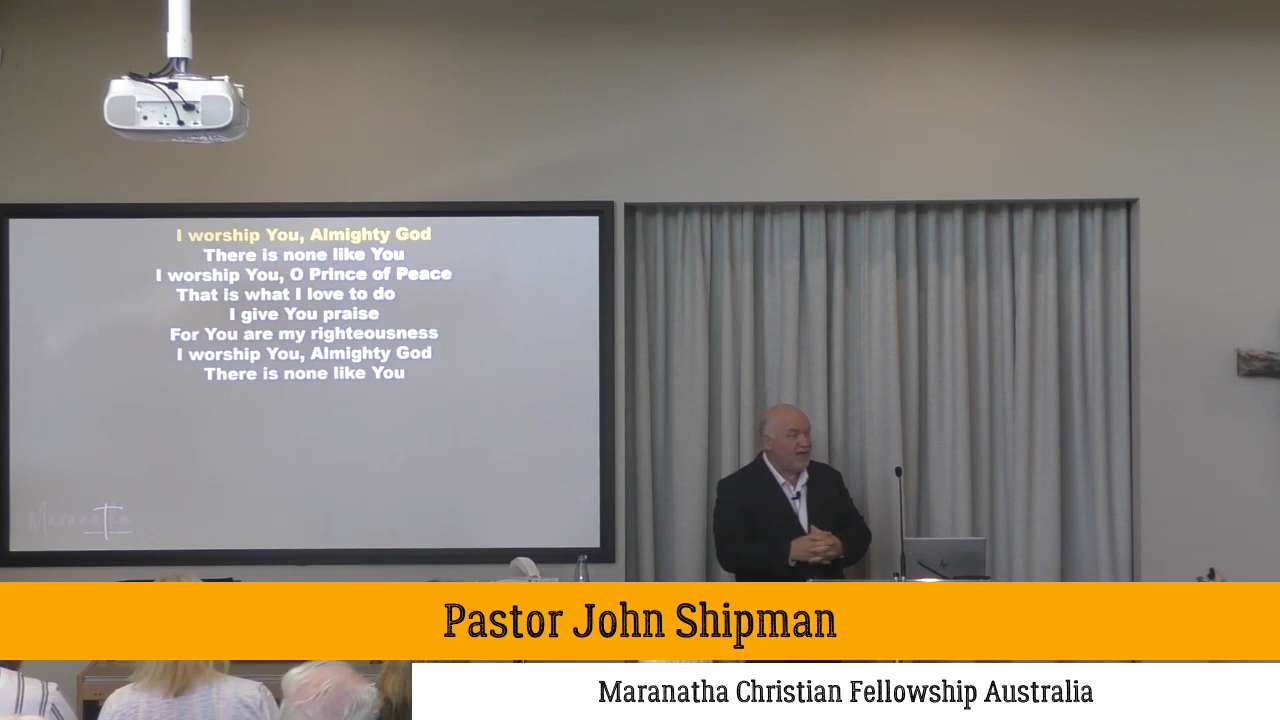 I worship You, Almighty God
There is none like You
I worship You, O Prince of Peace
That is what I love to do
I give You praise
For You are my righteousness
I worship You, Almighty God
There is none like You
Maranatha
Pastor John Shipman
Maranatha Christian Fellowship Australia